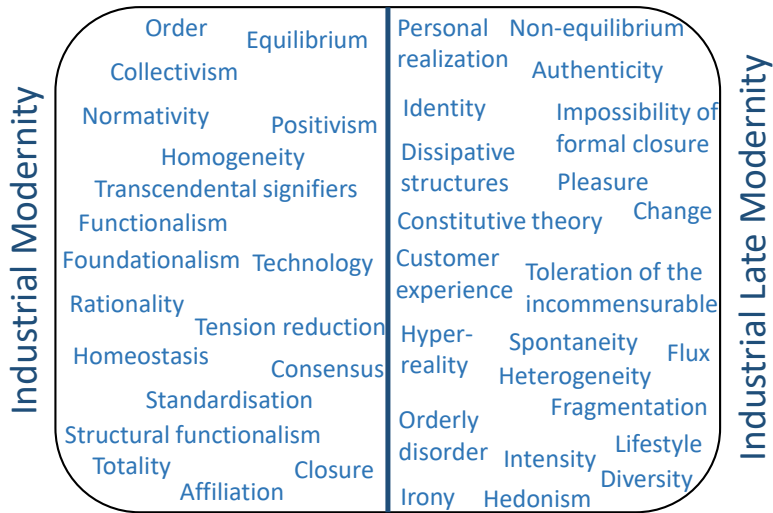 Industrial Modernity
Order
Equilibrium
Collectivism
Normativity
Positivism
Homogeneity
Transcendental signifiers
Functionalism
Foundationalism
Technology
Rationality
Tension reduction
Homeostasis
Consensus
Standardisation
Structural functionalism
Totality
Closure
Affiliation
Personal
realization
Non-equilibrium
Authenticity
Identity
Impossibility of
formal closure
Dissipative
structures
Pleasure
Change
Constitutive theory
Customer
experience
Toleration of the
incommensurable
Hyper-
reality
Spontaneity
Flux
Heterogeneity
Fragmentation
Orderly
disorder
Lifestyle
Intensity
Diversity
Irony
Hedonism
Industrial Late Modernity